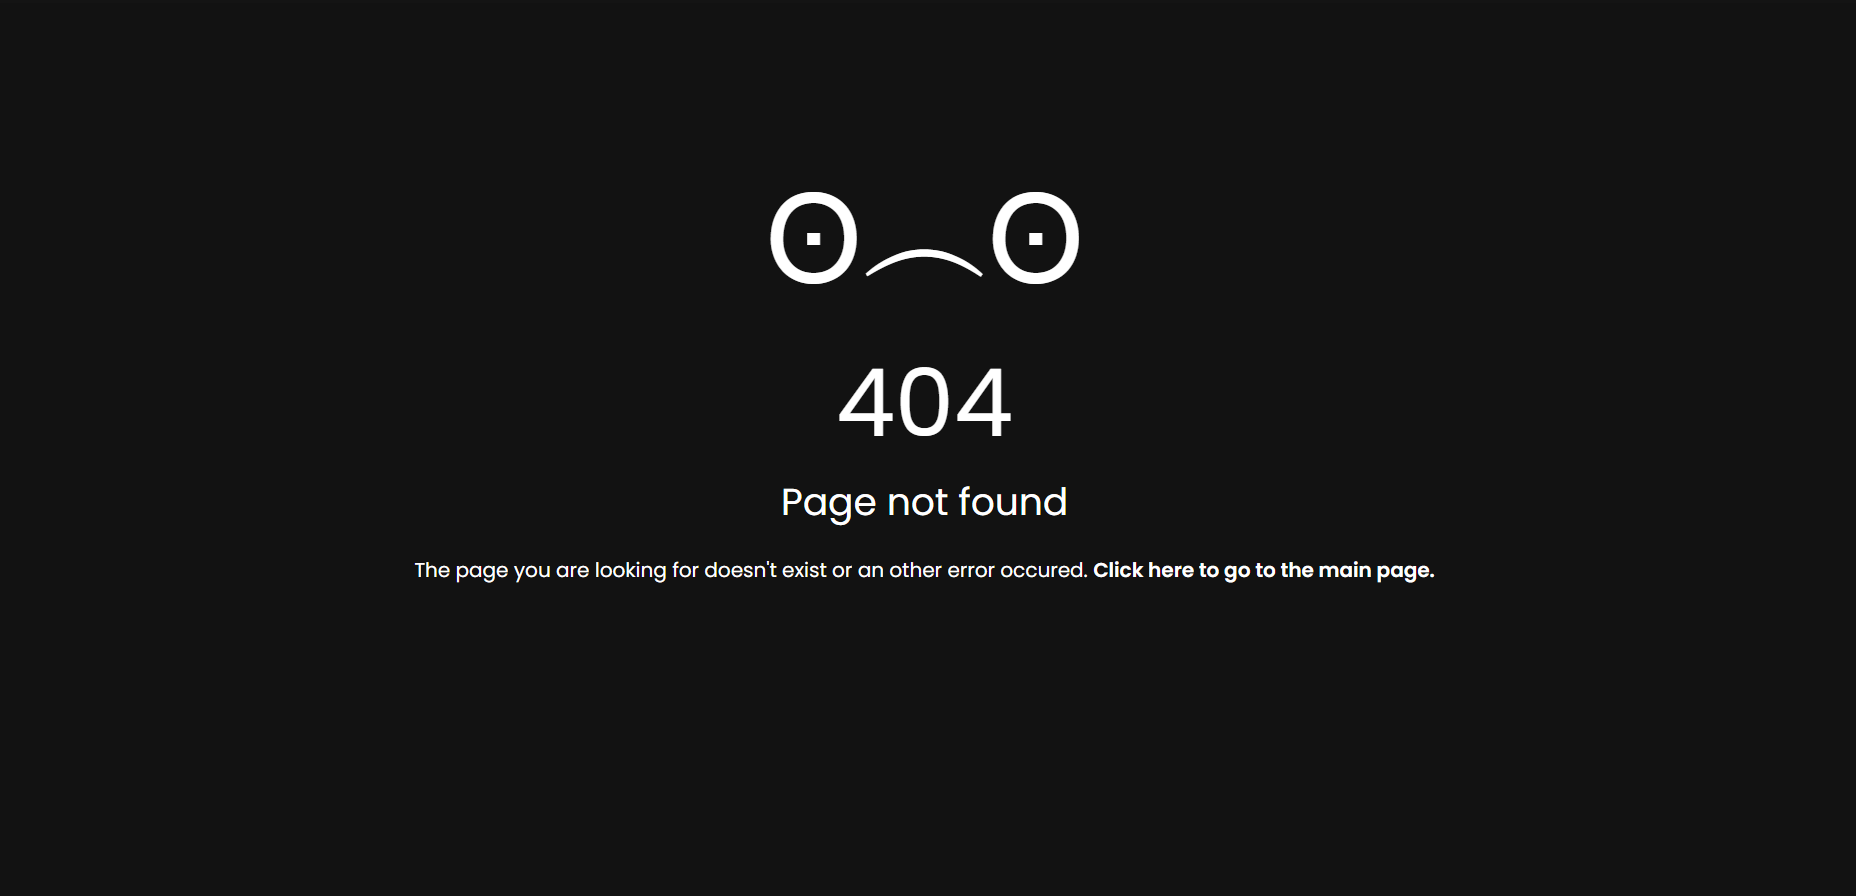 ʘ︵ʘ
404
Page not found
The page you are looking for doesn't exist or an other error occured. Click here to go to the main page.